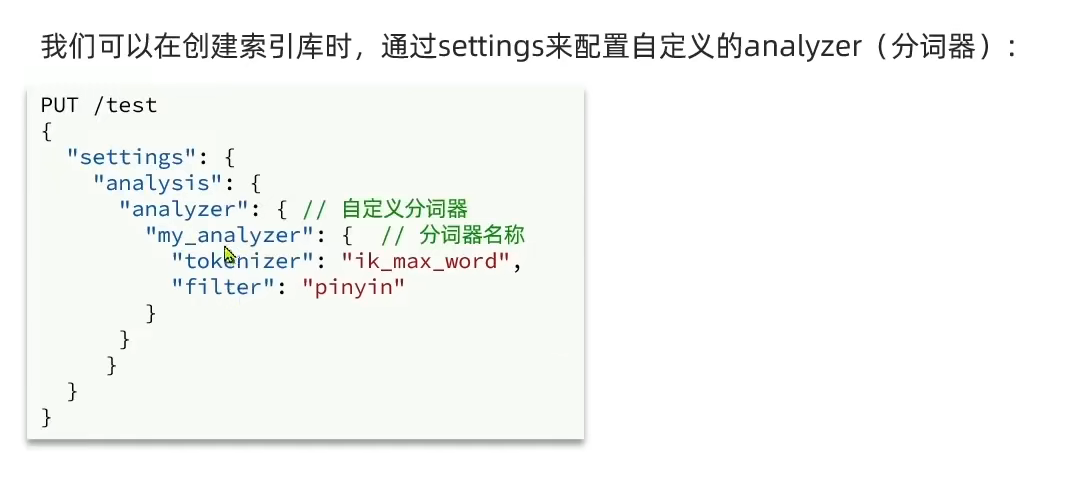 我们可以在创建索引库时，通过settings来配置自定义的analyzer（分词器）：
PUT /test
{
  "settings": {
    "analysis": {
      "analyzer": { // 自定义分词器
        "my_analyzer": {  // 分词器名称
          "tokenizer": "ik_max_word",
          "filter": "pinyin"
        }
      }
     }
  }
}